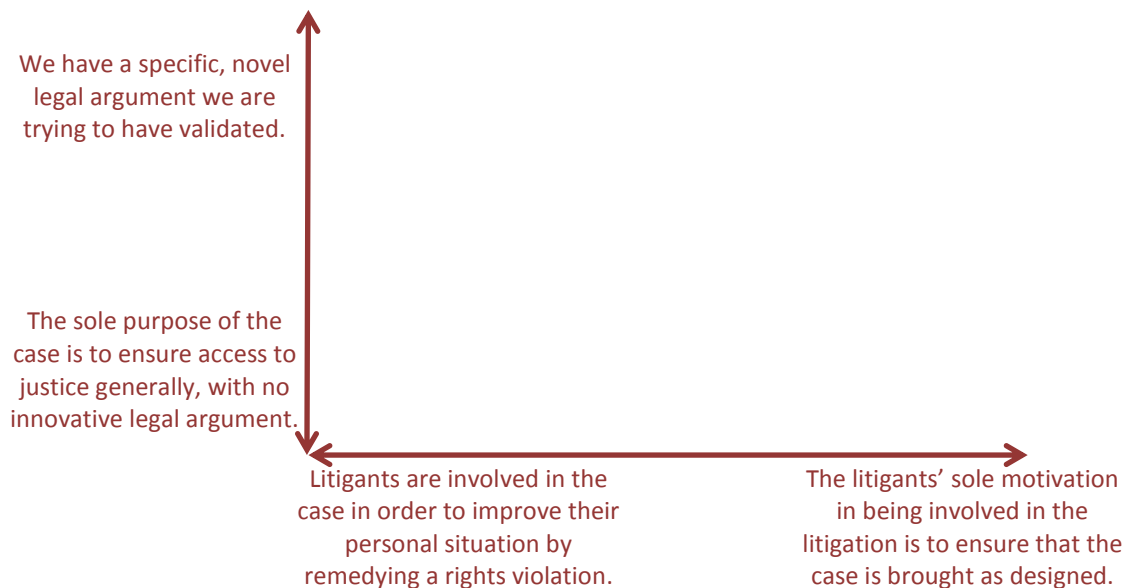 We have a specific, novel
legal argument we are
trying to have validated.
The sole purpose of the
case is to ensure access to
justice generally, with no
innovative legal argument.
Litigants are involved in the
case in order to improve their
personal situation by
remedying a rights violation.
The litigants’ sole motivation
in being involved in the
litigation is to ensure that the
case is brought as designed.